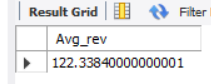 Result Grid Filter
Avg_rev
122.33840000000001